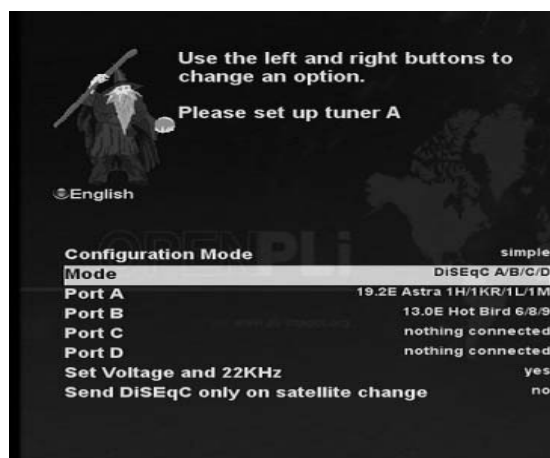 Use the left and right buttons to
change an option.
Please set up tuner A
English
OPENPLi
Configuration Mode simple
Mode DiSEqC A/B/C/D
Port A 19.2E Astra 1H/1KR/1L/1M
Port B 13.0E Hot Bird 6/8/9
Port C nothing connected
Port D nothing connected
Set Voltage and 22KHz yes
Send DiSEqC only on satellite change no